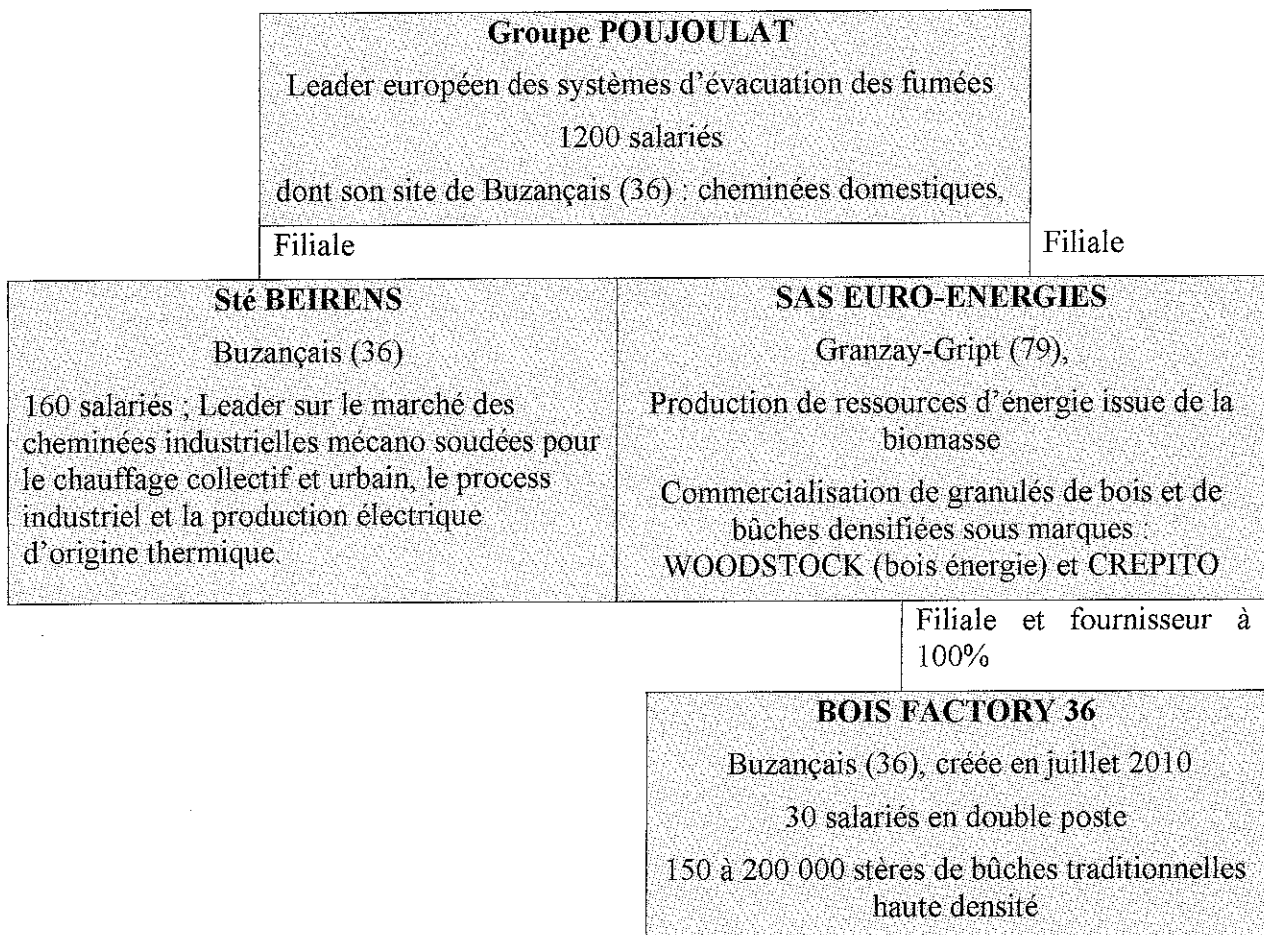 Groupe POUJOULAT
Leader européen des systèmes d'évacuation des fumées
1200 salariés
dont son site de Buzançais (36) : cheminées domestiques,
Filiale
Filiale
Sté BEIRENS
Buzançais (36)
160 salariés ; Leader sur le marché des
cheminées industrielles mécano soudées pour
le chauffage collectif et urbain, le process
industriel et la production électrique
d'origine thermique.
SAS EURO-ENERGIES
Granzay-Gript (79),
Production de ressources d'énergie issue de la
biomasse
Commercialisation de granulés de bois et de
bûches densifiées sous marques :
WOODSTOCK (bois énergie) et CREPITO
Filiale et fournisseur à
100%
BOIS FACTORY 36
Buzançais (36), créée en juillet 2010
30 salariés en double poste
150 à 200 000 stères de bûches traditionnelles
haute densité